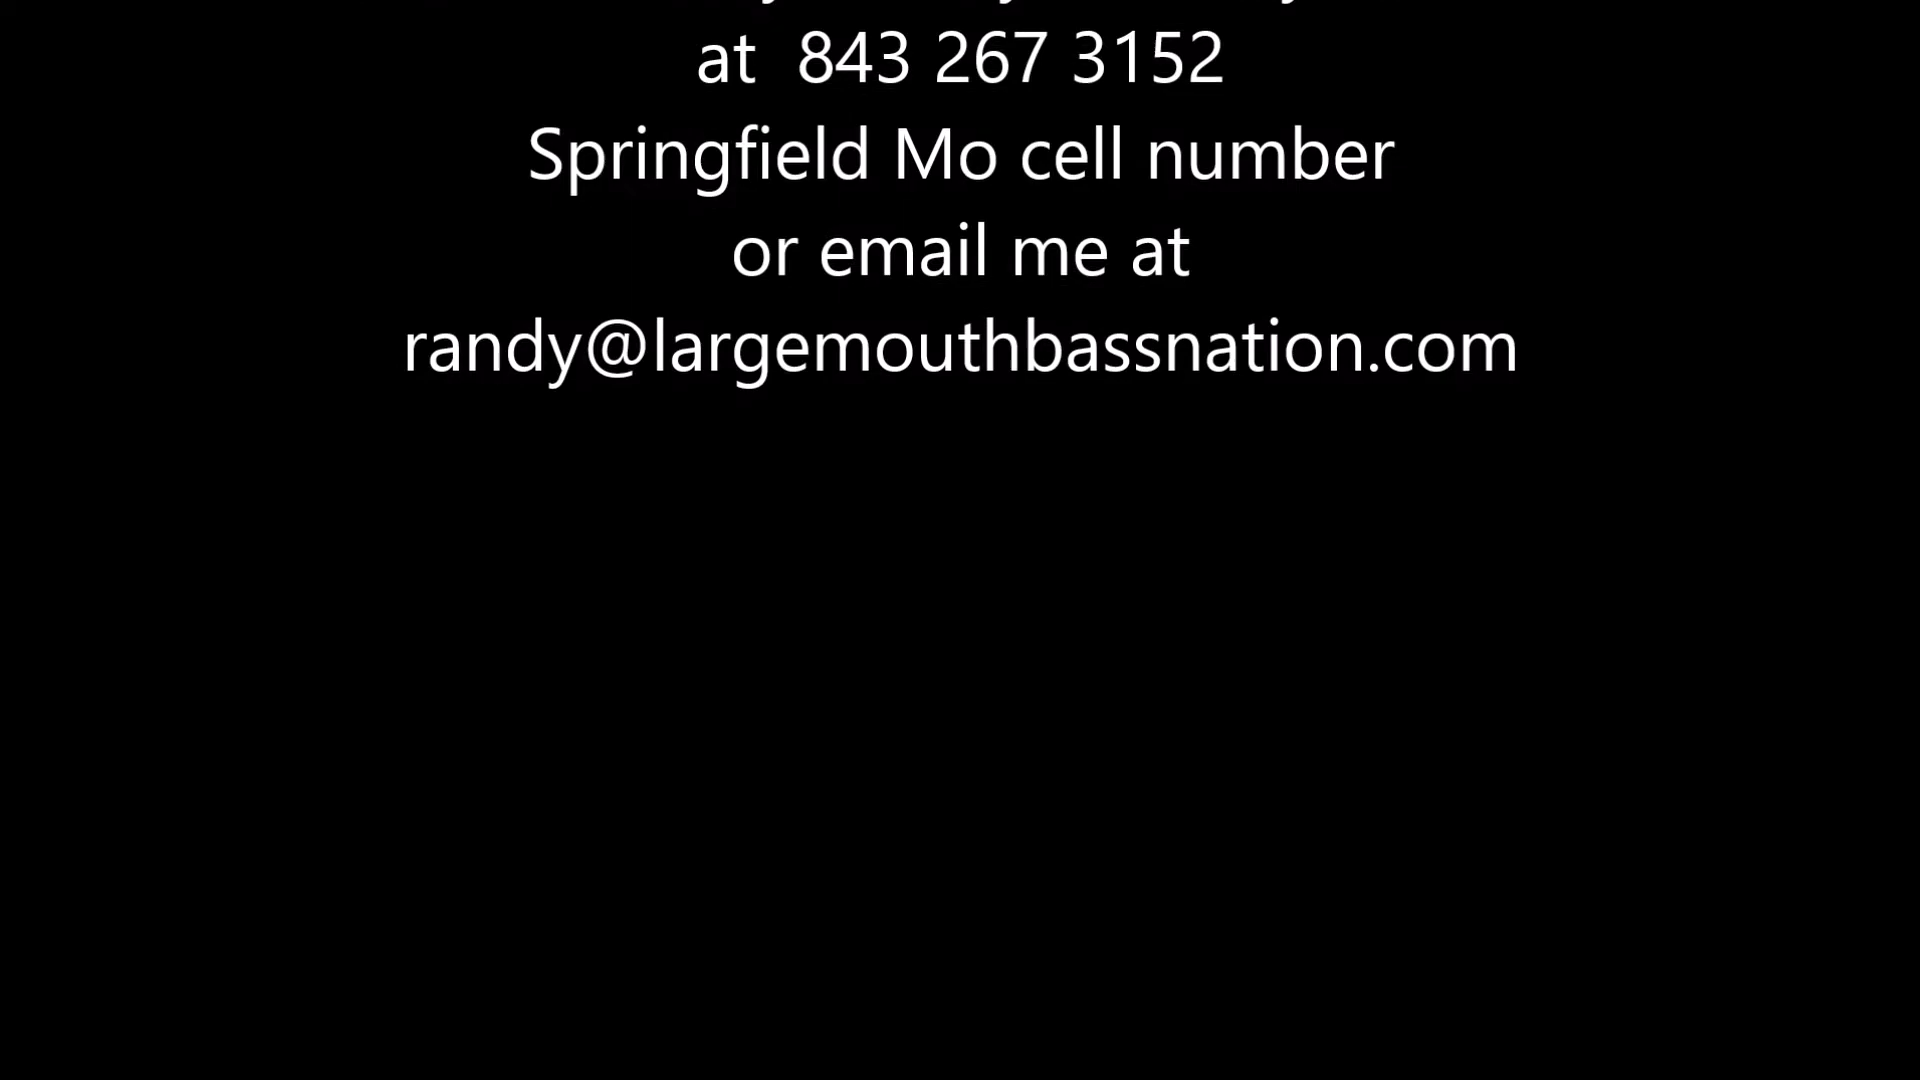 at  843 267 3152
Springfield Mo cell number
or email me at
randy@largemouthbassnation.com